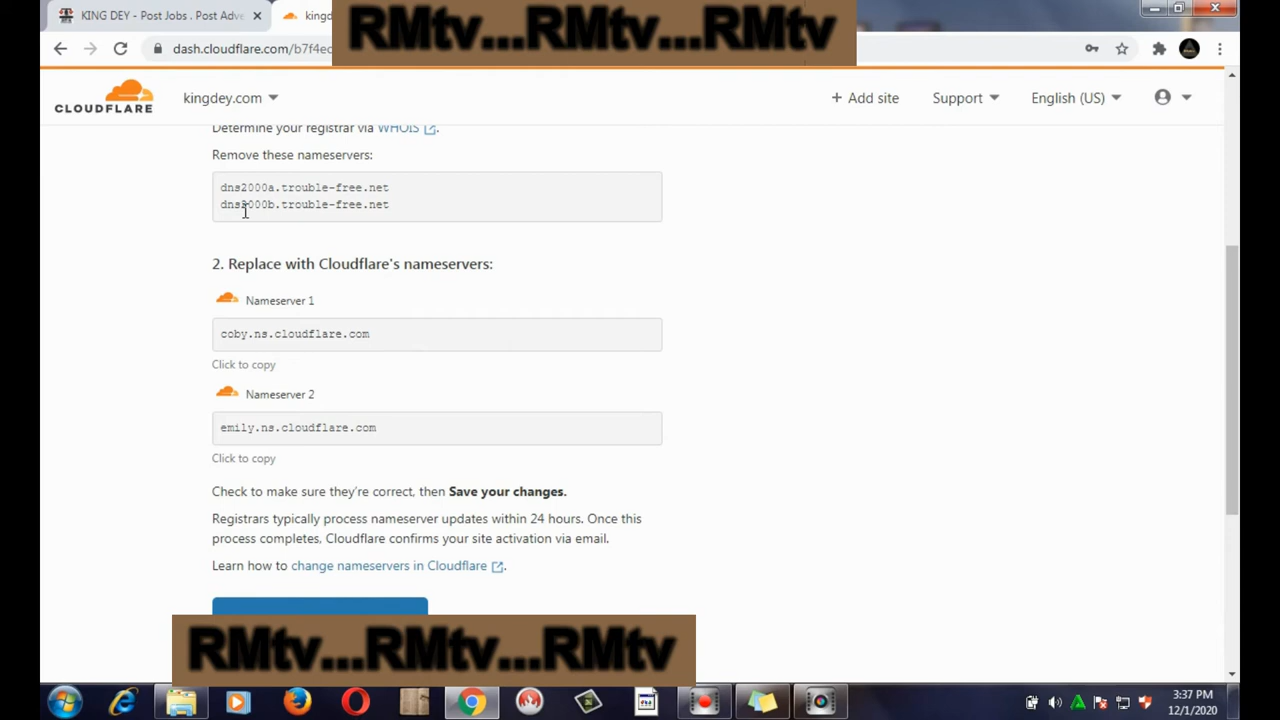 KING DEY - Post Jobs . Post Adve
kingd
RMtv...RMtv...RMtv
dash.cloudflare.com/b7f4ec
CLOUDFLARE
kingdey.com
+ Add site
Support
English (US)
Determine your registrar via WHOIS.
Remove these nameservers:
dns2000a.trouble-free.net
dns2000b.trouble-free.net
2. Replace with Cloudflare's nameservers:
Nameserver 1
coby.ns.cloudflare.com
Click to copy
Nameserver 2
emily.ns.cloudflare.com
Click to copy
Check to make sure they're correct, then Save your changes.
Registrars typically process nameserver updates within 24 hours. Once this
process completes, Cloudflare confirms your site activation via email.
Learn how to change nameservers in Cloudflare.
RMtv...RMtv...RMtv
3:37 PM
12/1/2020